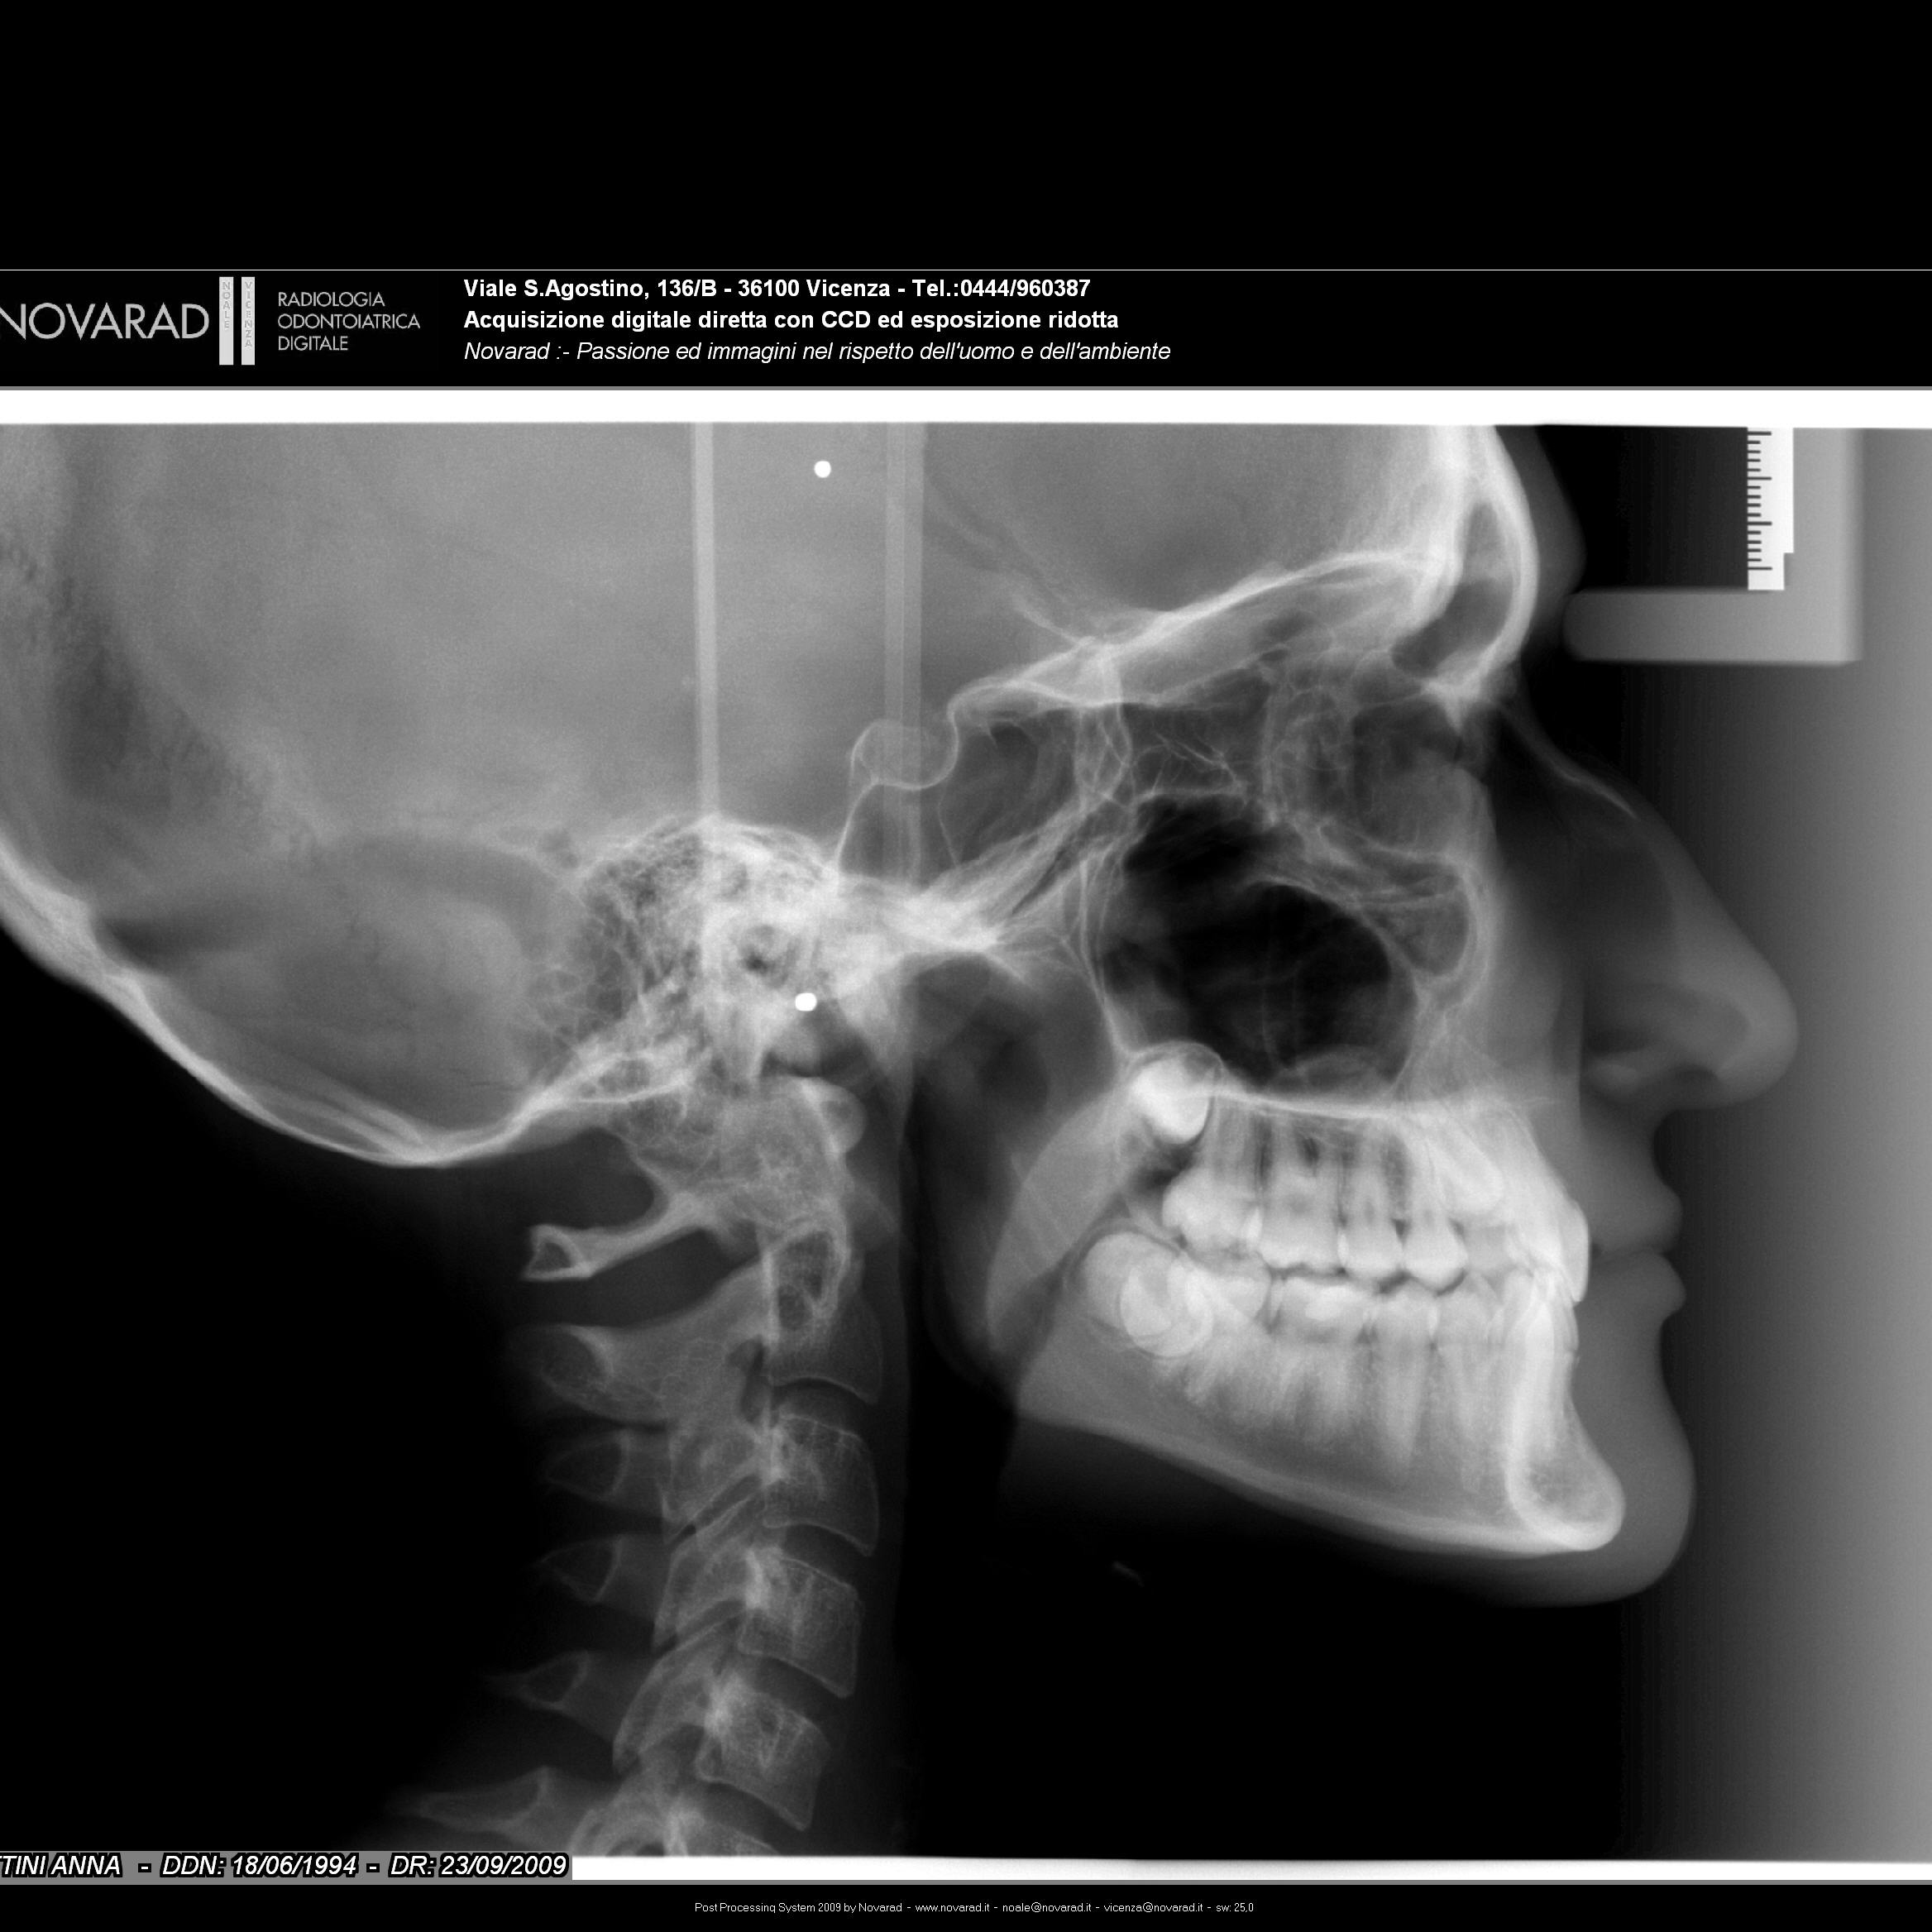 NOVARAD
NOALE
VICENZA
RADIOLOGIA
ODONTOIATRICA
DIGITALE
Viale S.Agostino, 136/B - 36100 Vicenza - Tel.:0444/960387
Acquisizione digitale diretta con CCD ed esposizione ridotta
Novarad :- Passione ed immagini nel rispetto dell'uomo e dell'ambiente
TINI ANNA - DDN: 18/06/1994 - DR: 23/09/2009
Post Processing System 2009 by Novarad - www.novarad.it - noale@novarad.it - vicenza@novarad.it - sw: 25,0